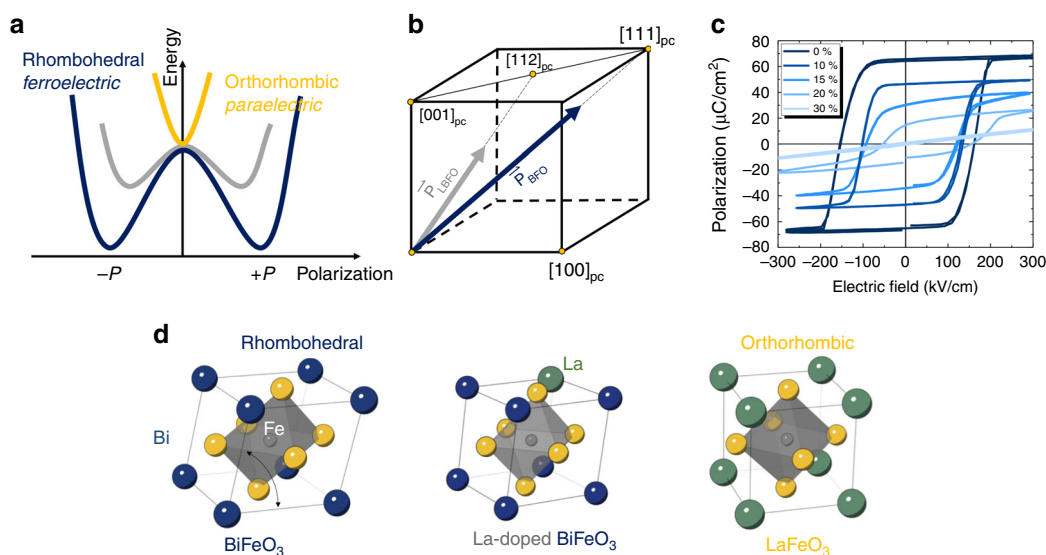 a
Rhombohedral
ferroelectric
Energy
Orthorhombic
paraelectric
–P
+P
Polarization
b
[111]pc
[112]pc
[001]pc
P LBFO
P BFO
[100]pc
c
Polarization (μC/cm2)
80
60
40
20
0
–20
–40
–60
–80
0 %
10 %
15 %
20 %
30 %
–300
–200
–100
0
100
200
300
Electric field (kV/cm)
d
Rhombohedral
Bi
Fe
BiFeO3
La
La-doped BiFeO3
Orthorhombic
LaFeO3